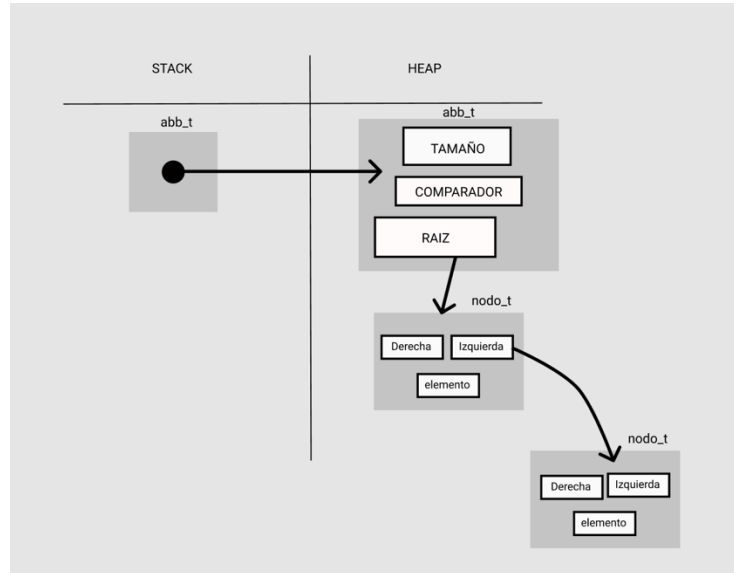 STACK
HEAP
abb_t
abb_t
TAMAÑO
COMPARADOR
RAIZ
nodo_t
Derecha
Izquierda
elemento
nodo_t
Derecha
Izquierda
elemento